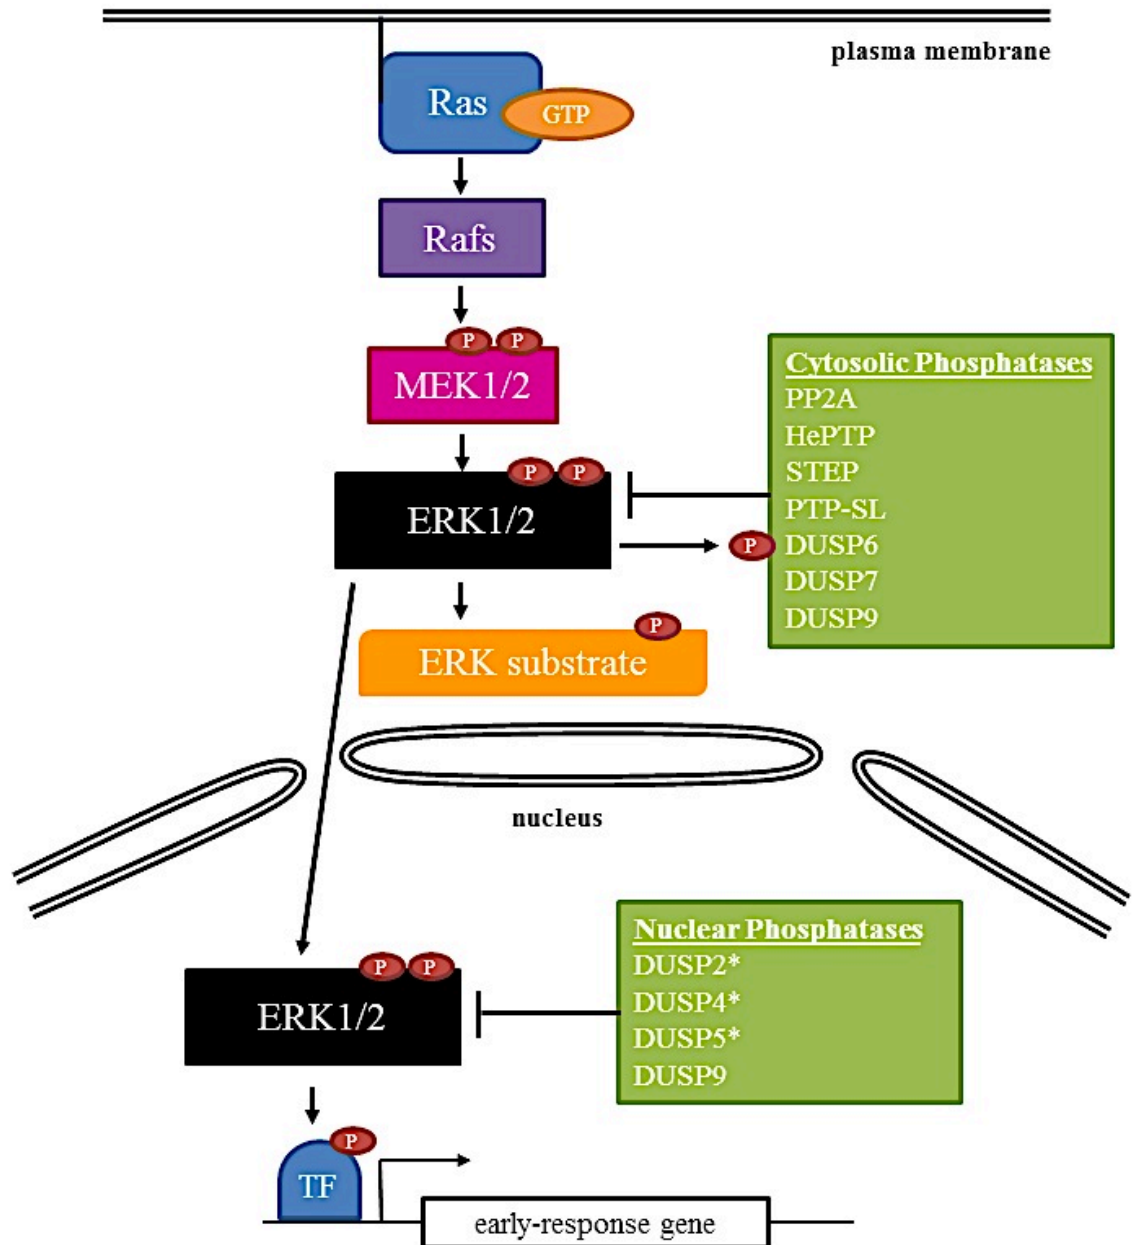 plasma membrane
Ras
GTP
Rafs
P P
MEK1/2
P P
ERK1/2
Cytosolic Phosphatases
PP2A
HePTP
STEP
PTP-SL
P
DUSP6
DUSP7
DUSP9
P
ERK substrate
nucleus
Nuclear Phosphatases
DUSP2*
DUSP4*
DUSP5*
DUSP9
P P
ERK1/2
P
TF
early-response gene